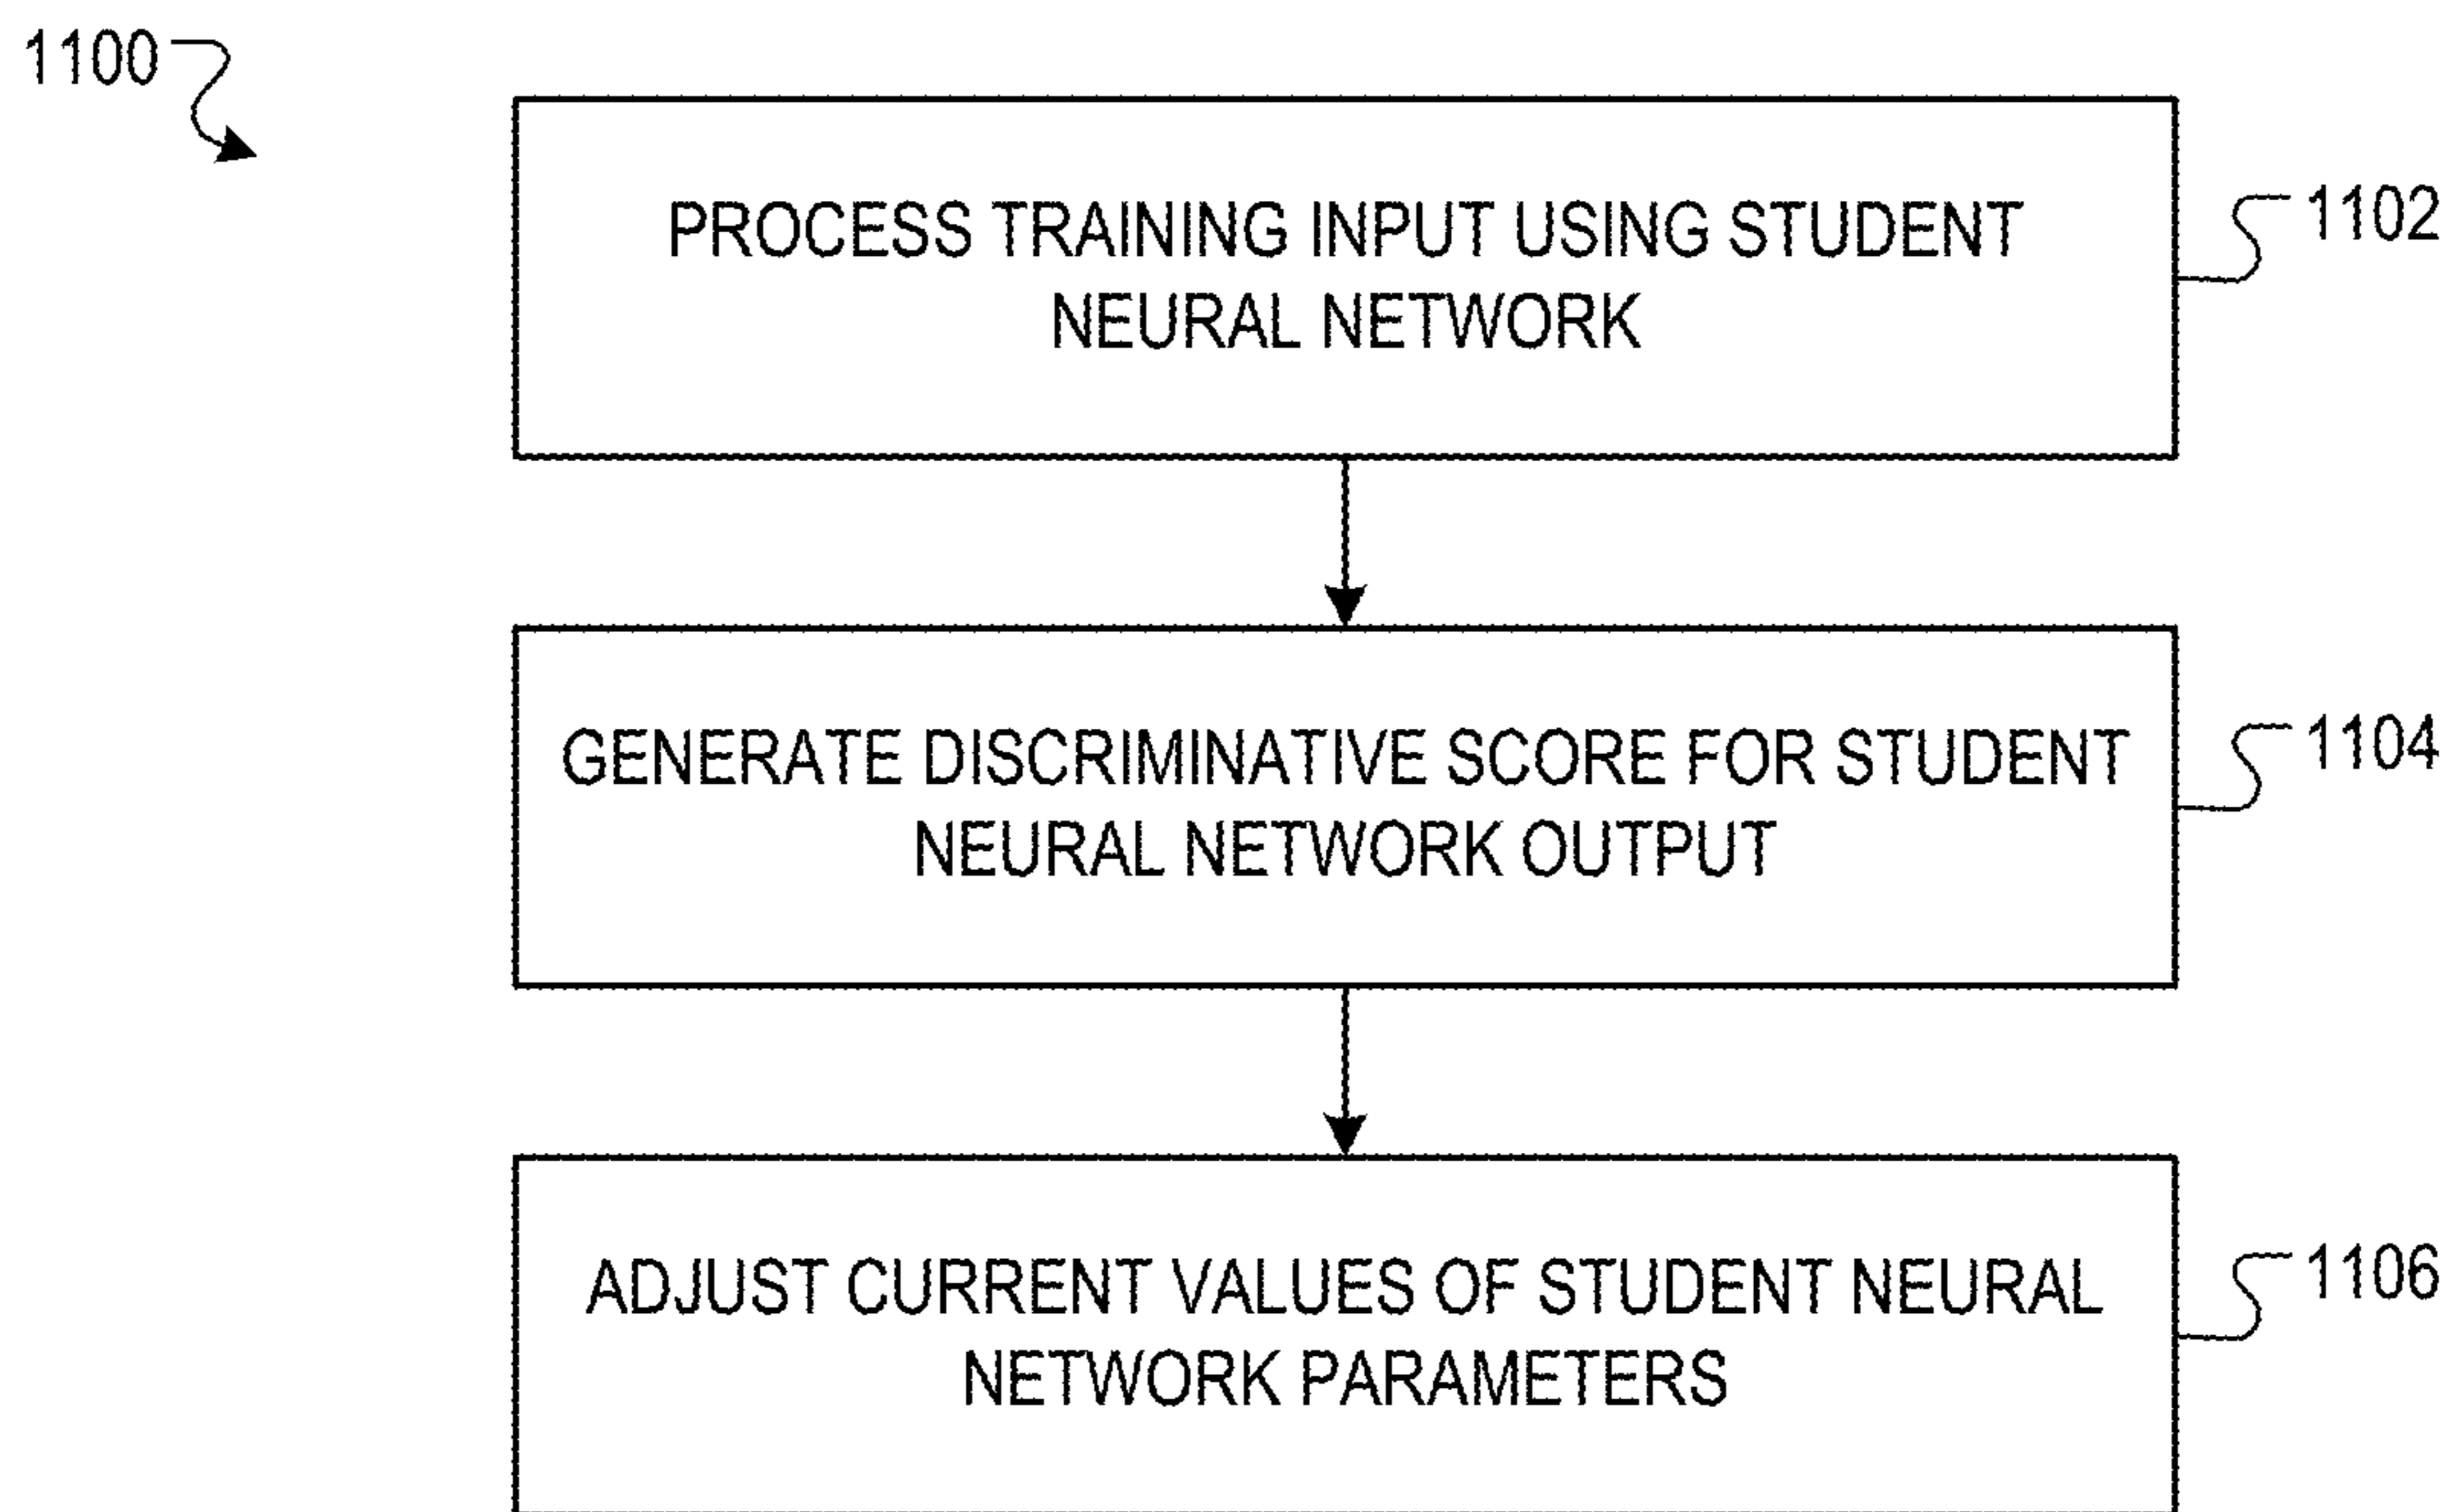 1100
PROCESS TRAINING INPUT USING STUDENT
NEURAL NETWORK
1102
GENERATE DISCRIMINATIVE SCORE FOR STUDENT
NEURAL NETWORK OUTPUT
1104
ADJUST CURRENT VALUES OF STUDENT NEURAL
NETWORK PARAMETERS
1106